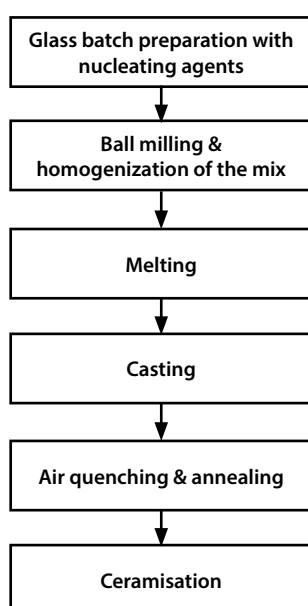 Glass batch preparation with
nucleating agents
Ball milling &
homogenization of the mix
Melting
Casting
Air quenching & annealing
Ceramisation